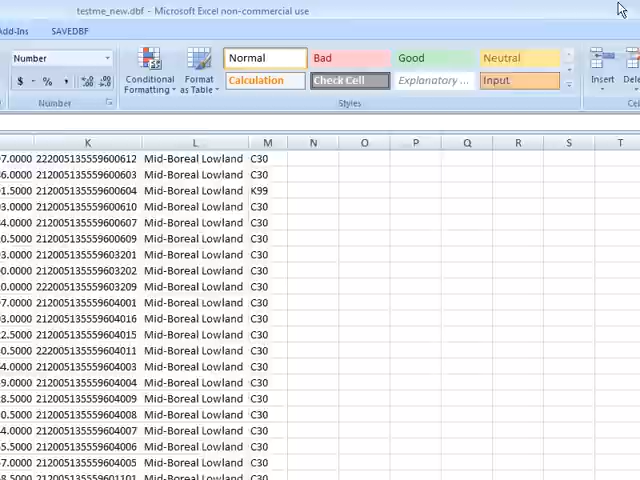 testme_new.dbf - Microsoft Excel non-commercial use
Add-Ins SAVEDBF
Number Normal Bad Good Neutral
$ % , Conditional Formatting Format as Table Calculation Check Cell Explanatory ... Input Insert
Number Styles
K L M N O P Q R S T
7.0000 222005135559600612 Mid-Boreal Lowland C30
6.0000 212005135559600603 Mid-Boreal Lowland C30
1.5000 212005135559600604 Mid-Boreal Lowland K99
3.0000 212005135559600610 Mid-Boreal Lowland C30
4.0000 212005135559600607 Mid-Boreal Lowland C30
0.5000 212005135559600609 Mid-Boreal Lowland C30
3.0000 212005135559603201 Mid-Boreal Lowland C30
0.0000 212005135559603202 Mid-Boreal Lowland C30
0.0000 212005135559603209 Mid-Boreal Lowland C30
7.0000 212005135559604001 Mid-Boreal Lowland C30
3.0000 212005135559604016 Mid-Boreal Lowland C30
2.5000 212005135559604015 Mid-Boreal Lowland C30
0.5000 222005135559604011 Mid-Boreal Lowland C30
4.0000 212005135559604003 Mid-Boreal Lowland C30
9.0000 212005135559604004 Mid-Boreal Lowland C30
8.5000 212005135559604009 Mid-Boreal Lowland C30
0.5000 212005135559604008 Mid-Boreal Lowland C30
4.0000 212005135559604007 Mid-Boreal Lowland C30
5.5000 212005135559604006 Mid-Boreal Lowland C30
7.0000 212005135559604005 Mid-Boreal Lowland C30
8.5000 212005135559601101 Mid-Boreal Lowland C30